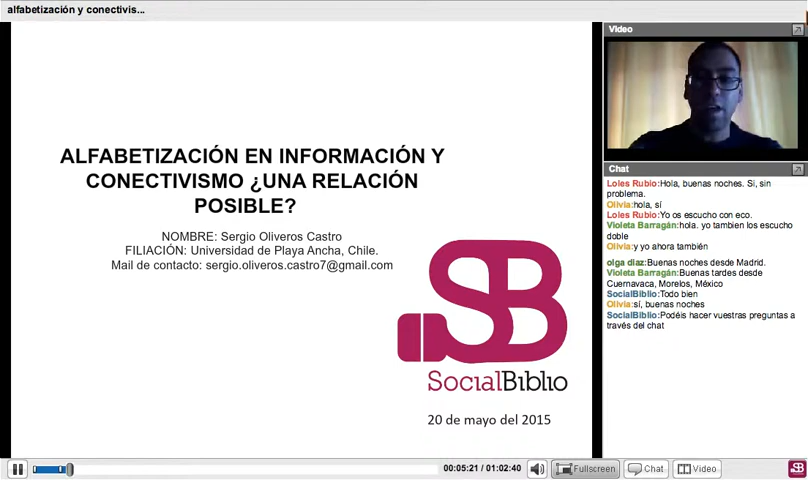 alfabetización y conectivis...
ALFABETIZACIÓN EN INFORMACIÓN Y
CONECTIVISMO ¿UNA RELACIÓN
POSIBLE?
NOMBRE: Sergio Oliveros Castro
FILIACIÓN: Universidad de Playa Ancha, Chile.
Mail de contacto: sergio.oliveros.castro7@gmail.com
SB
SocialBiblio
20 de mayo del 2015
Video
Chat
Loles Rubio:Hola, buenas noches. Si, sin
problema.
Olivia:hola, sí
Loles Rubio:Yo os escucho con eco.
Violeta Barragán:hola. yo tambien los escucho
doble
Olivia:y yo ahora también
olga diaz:Buenas noches desde Madrid.
Violeta Barragán:Buenas tardes desde
Cuernavaca, Morelos, México
SocialBiblio:Todo bien
Olivia:sí, buenas noches
SocialBiblio:Podéis hacer vuestras preguntas a
través del chat
00:05:21 / 01:02:40
Fullscreen
Chat
Video
SB